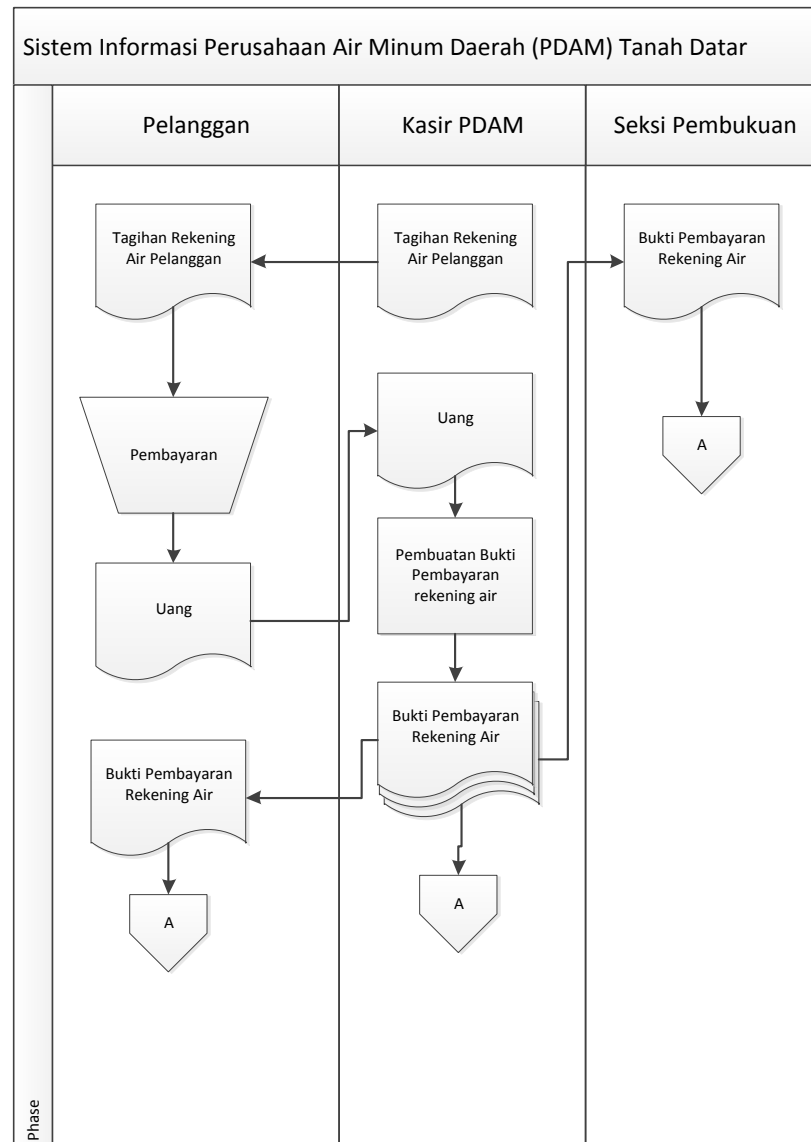 Sistem Informasi Perusahaan Air Minum Daerah (PDAM) Tanah Datar
Pelanggan
Kasir PDAM
Seksi Pembukuan
Tagihan Rekening
Air Pelanggan
Tagihan Rekening
Air Pelanggan
Bukti Pembayaran
Rekening Air
Pembayaran
Uang
A
Uang
Pembuatan Bukti
Pembayaran
rekening air
Bukti Pembayaran
Rekening Air
Bukti Pembayaran
Rekening Air
A
A
Phase